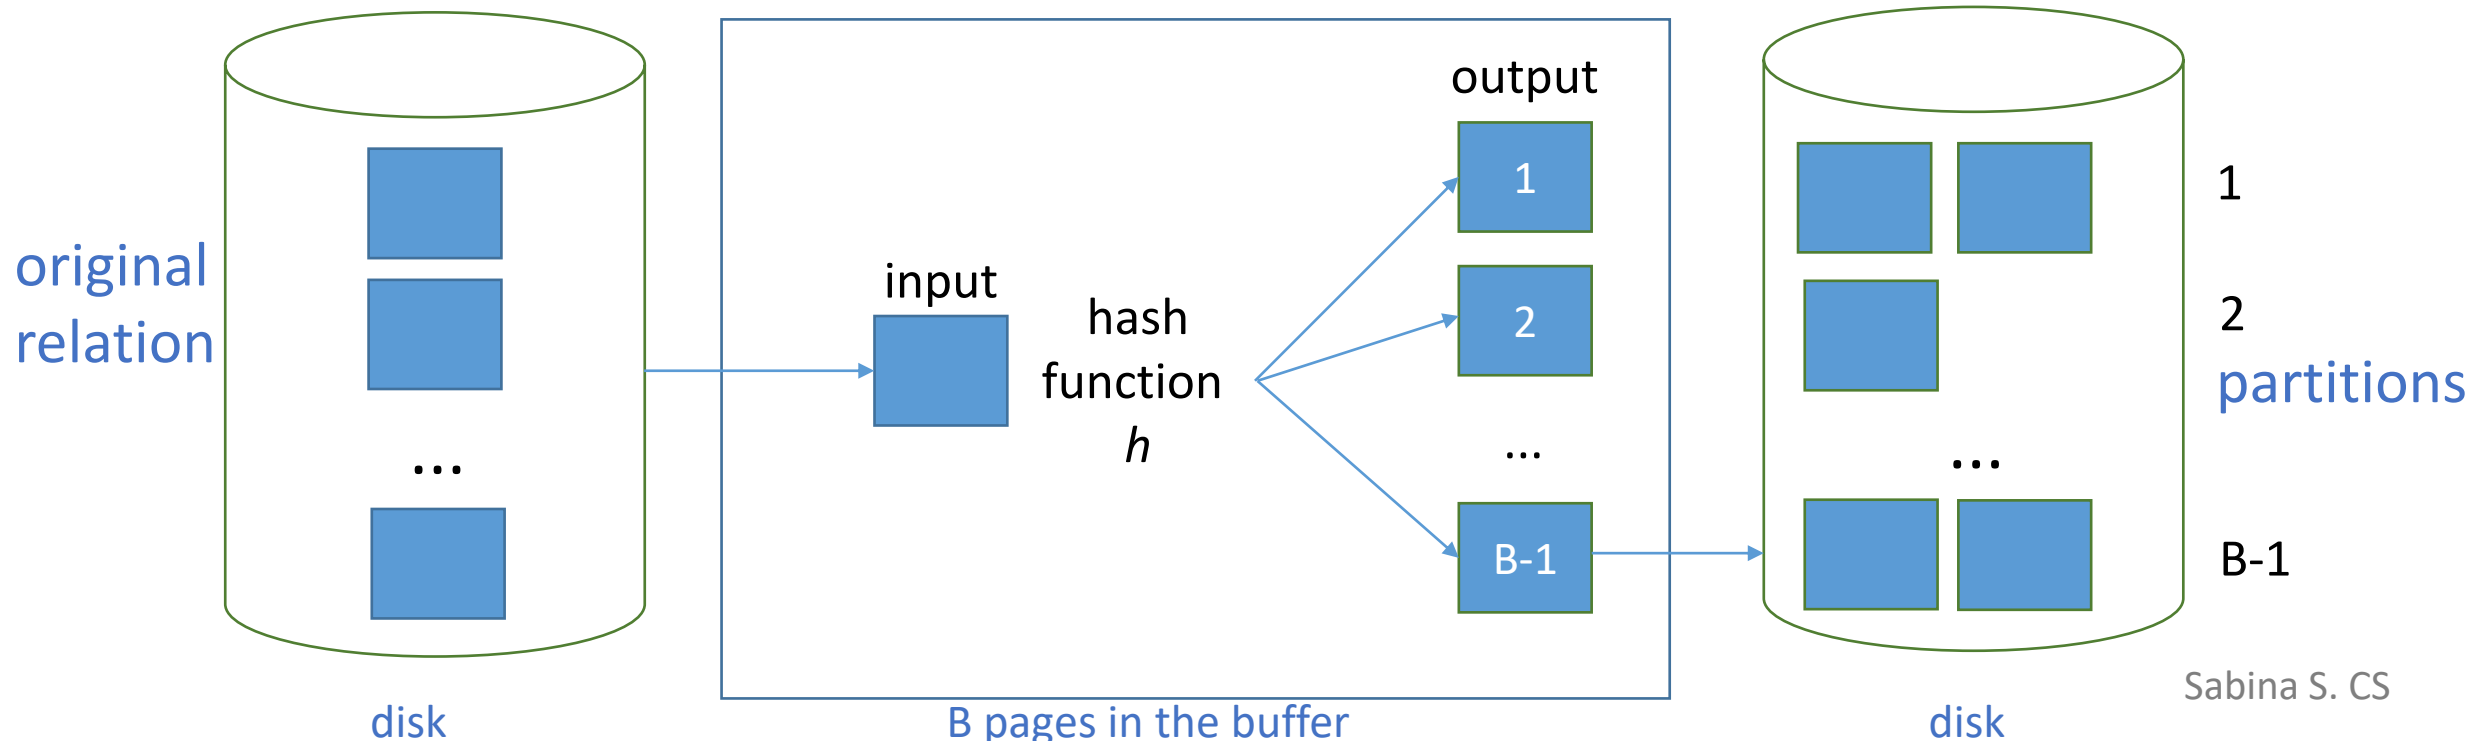 original
relation
...
disk
input
hash
function
h
output
1
2
...
B-1
B pages in the buffer
...
disk
1
2
partitions
B-1
Sabina S. CS